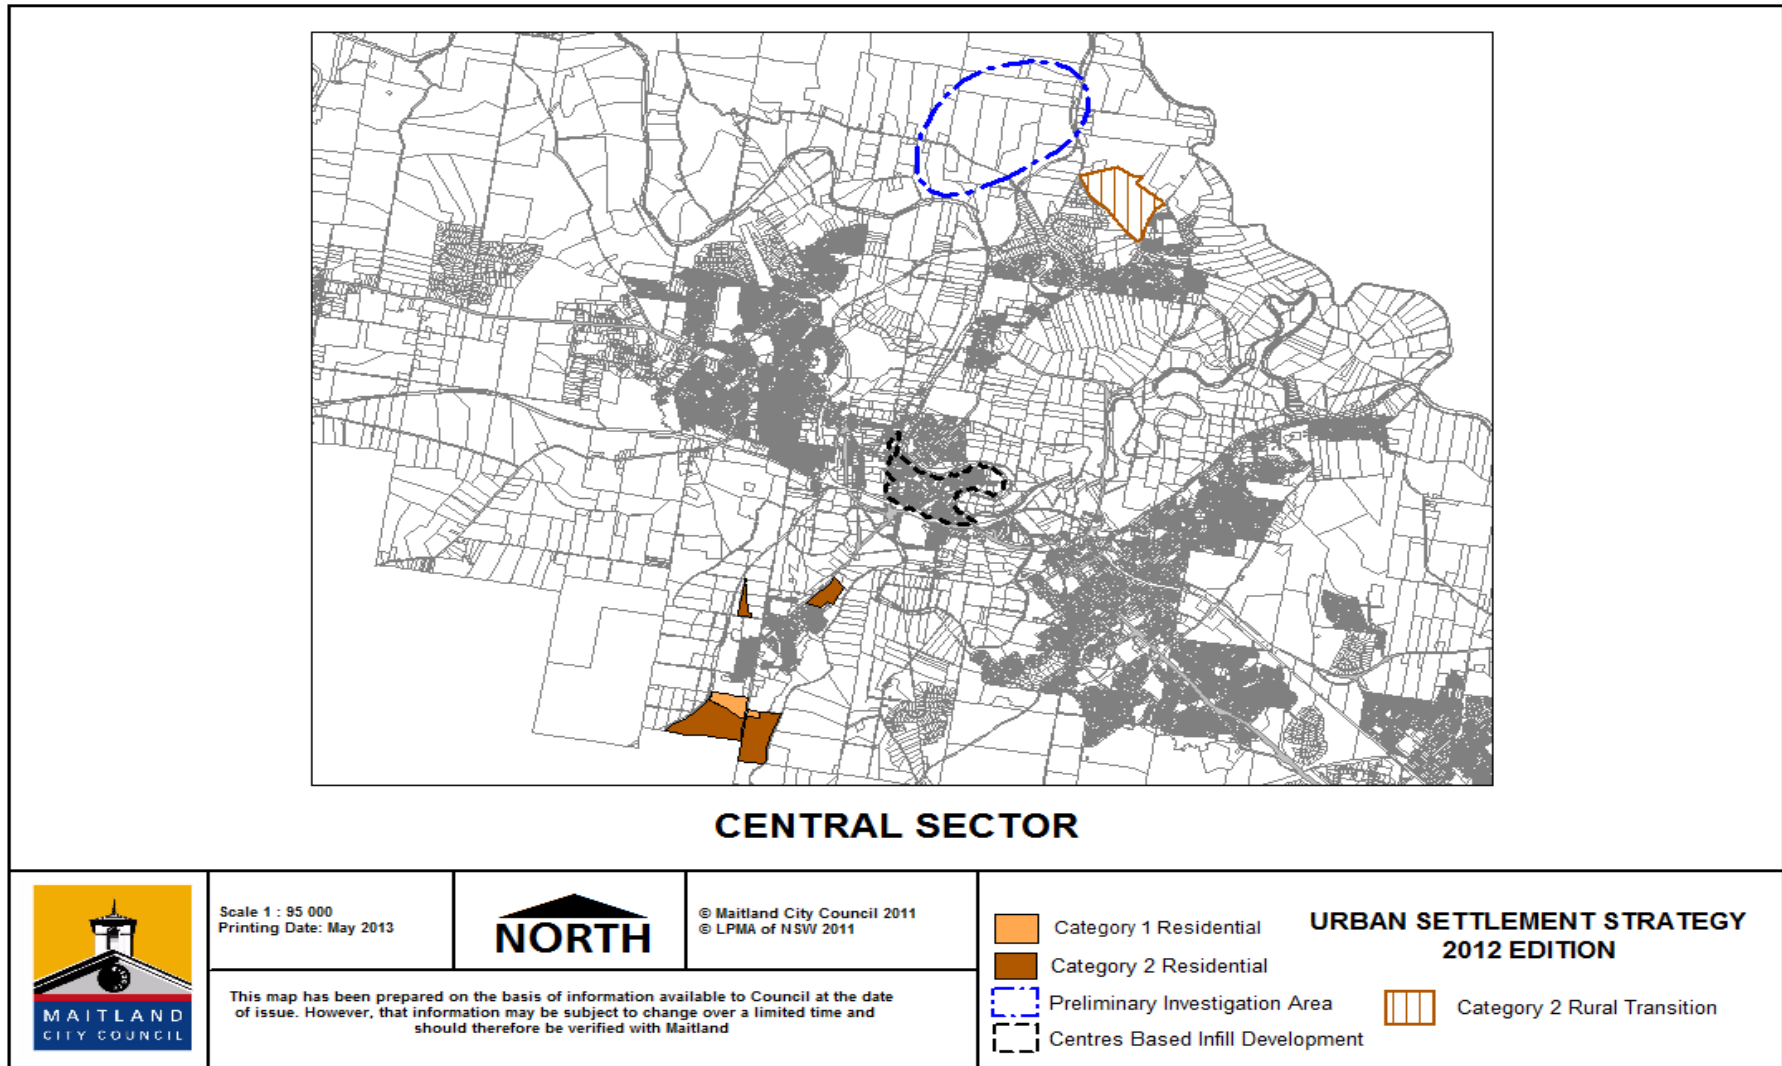 CENTRAL SECTOR
MAITLAND
CITY COUNCIL
Scale 1 : 95 000
Printing Date: May 2013
NORTH
© Maitland City Council 2011
© LPMA of NSW 2011
This map has been prepared on the basis of information available to Council at the date
of issue. However, that information may be subject to change over a limited time and
should therefore be verified with Maitland
Category 1 Residential
Category 2 Residential
Preliminary Investigation Area
Centres Based Infill Development
URBAN SETTLEMENT STRATEGY
2012 EDITION
Category 2 Rural Transition